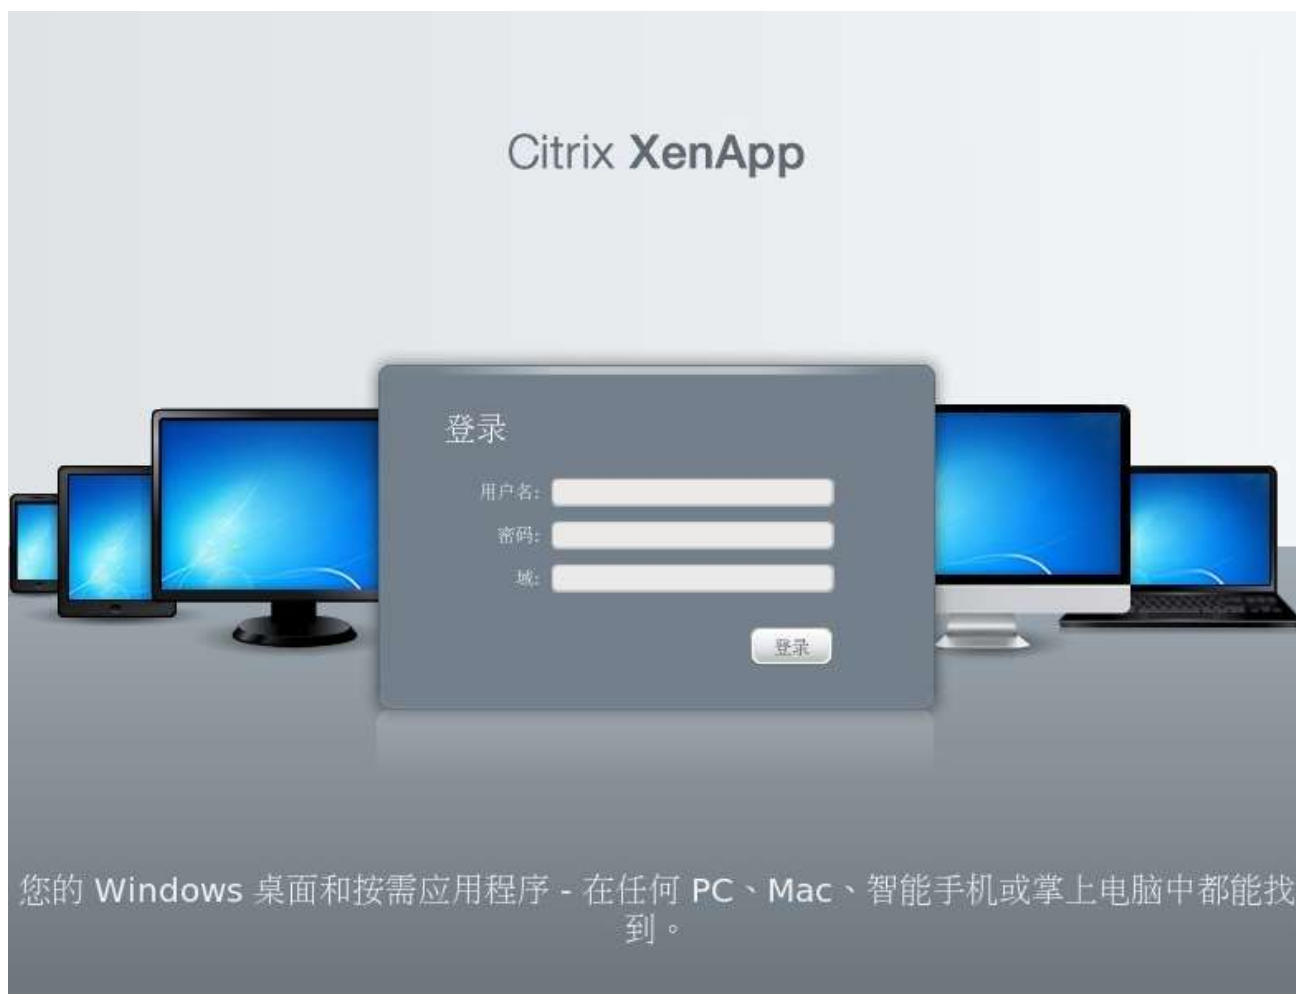 Citrix XenApp
登录
用户名:
密码:
域:
登录
您的 Windows 桌面和按需应用程序 - 在任何 PC、Mac、智能手机或掌上电脑中都能找
到。